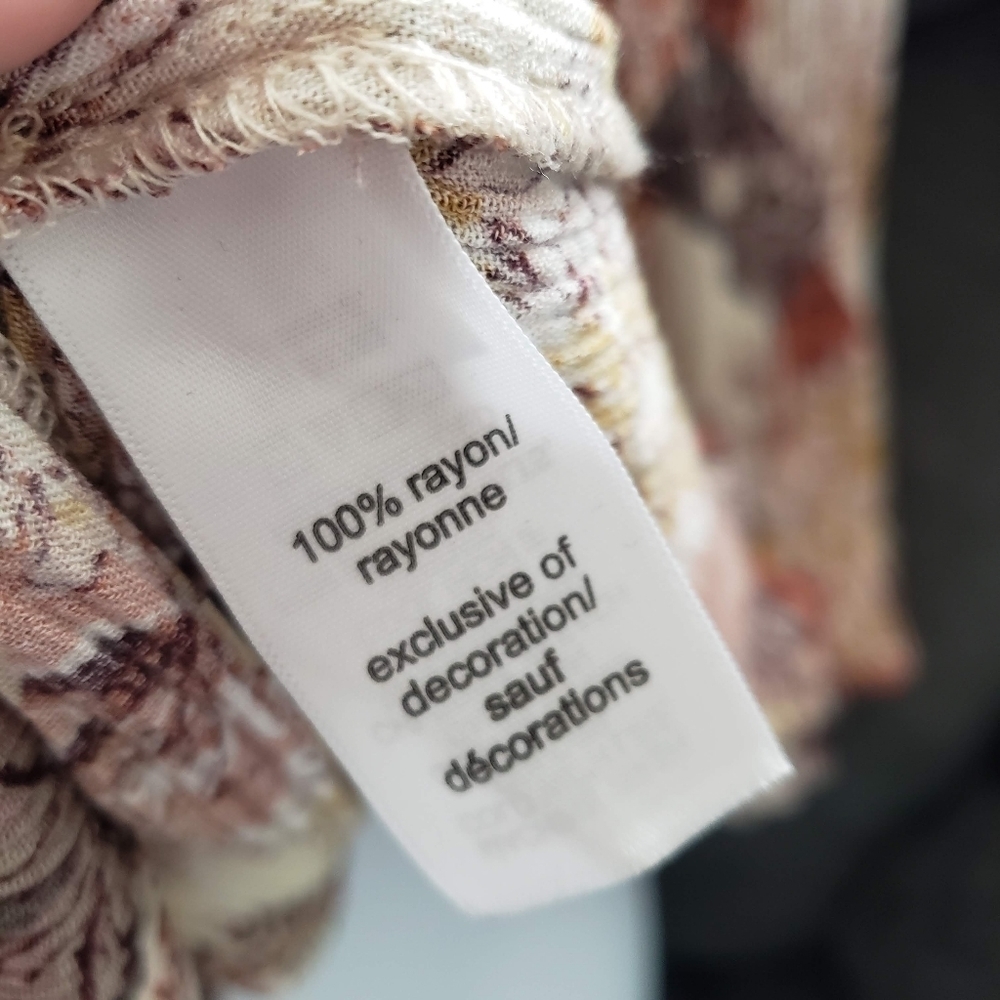 100% rayon/
rayonne
exclusive of
decoration/
sauf
décorations